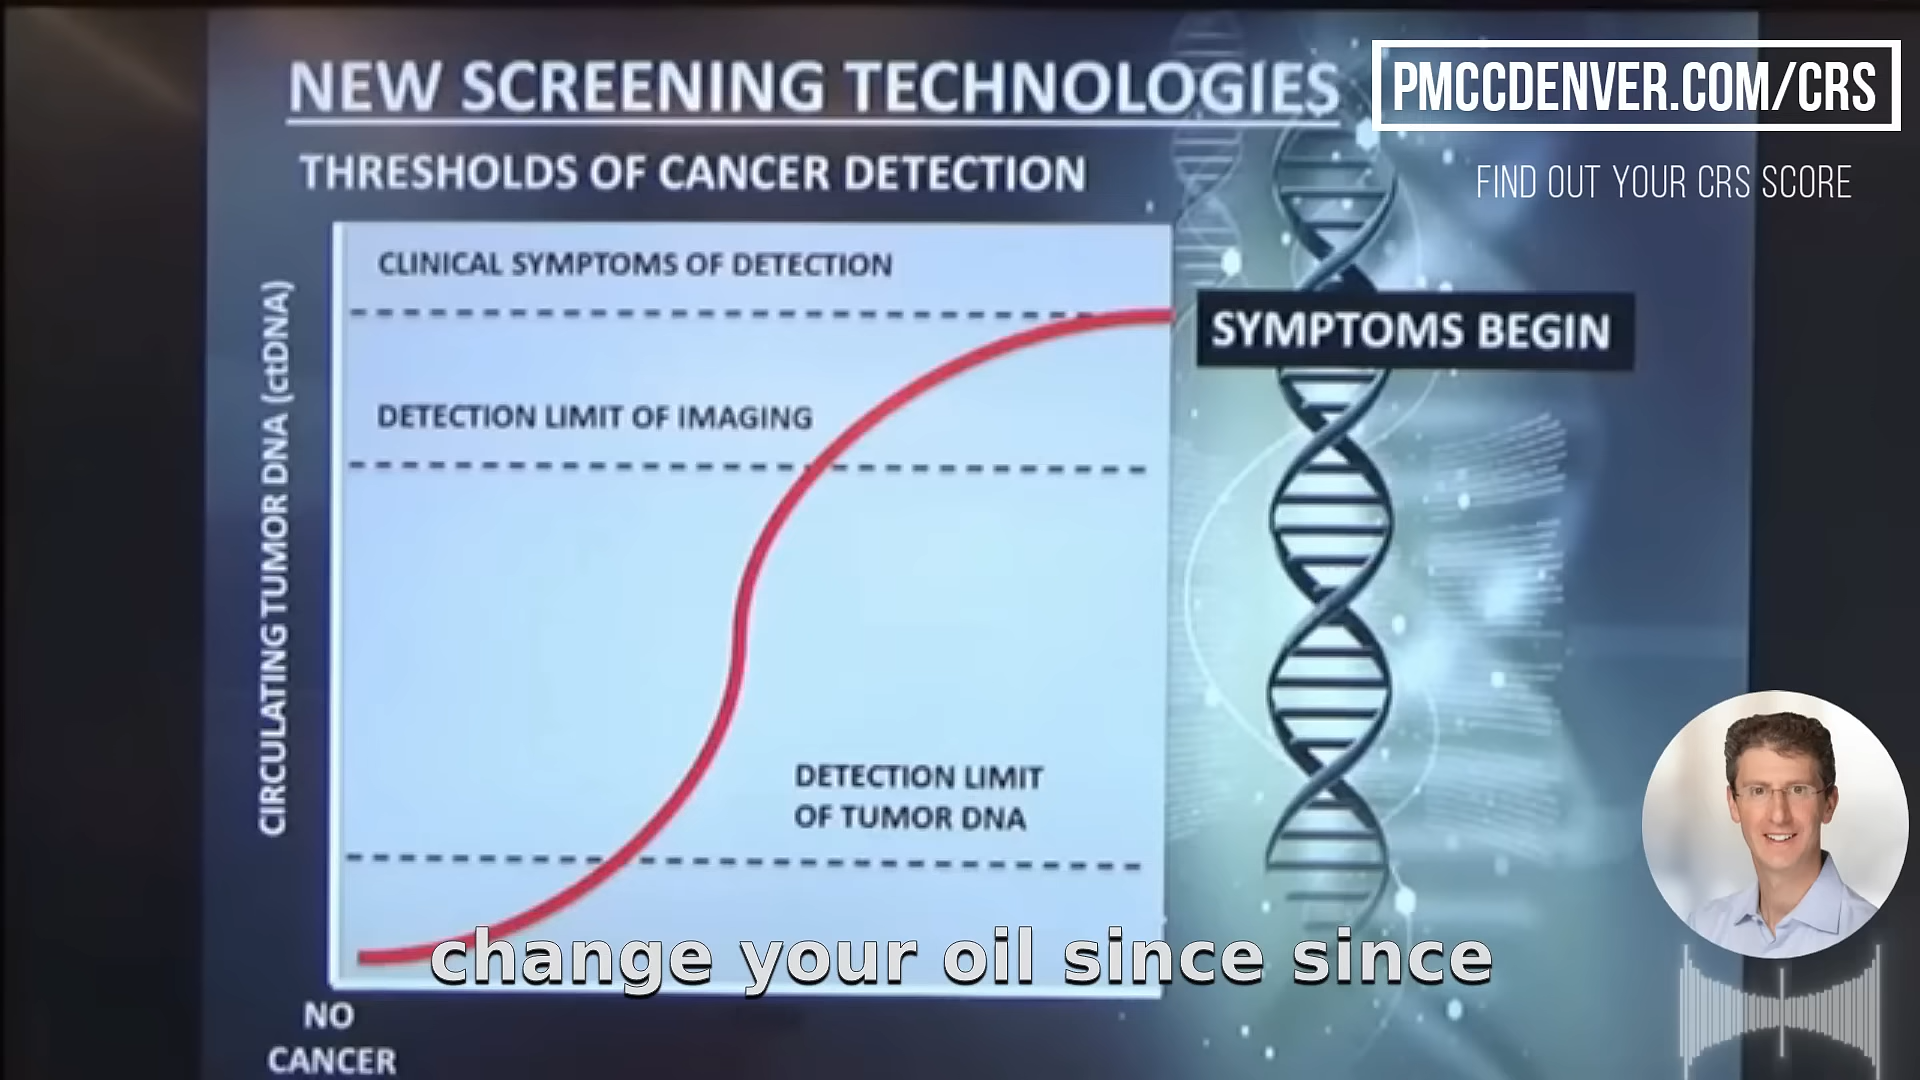 NEW SCREENING TECHNOLOGIES
PMCCDENVER.COM/CRS
FIND OUT YOUR CRS SCORE
THRESHOLDS OF CANCER DETECTION
CIRCULATING TUMOR DNA (ctDNA)
CLINICAL SYMPTOMS OF DETECTION
SYMPTOMS BEGIN
DETECTION LIMIT OF IMAGING
DETECTION LIMIT
OF TUMOR DNA
change your oil since since
NO
CANCER